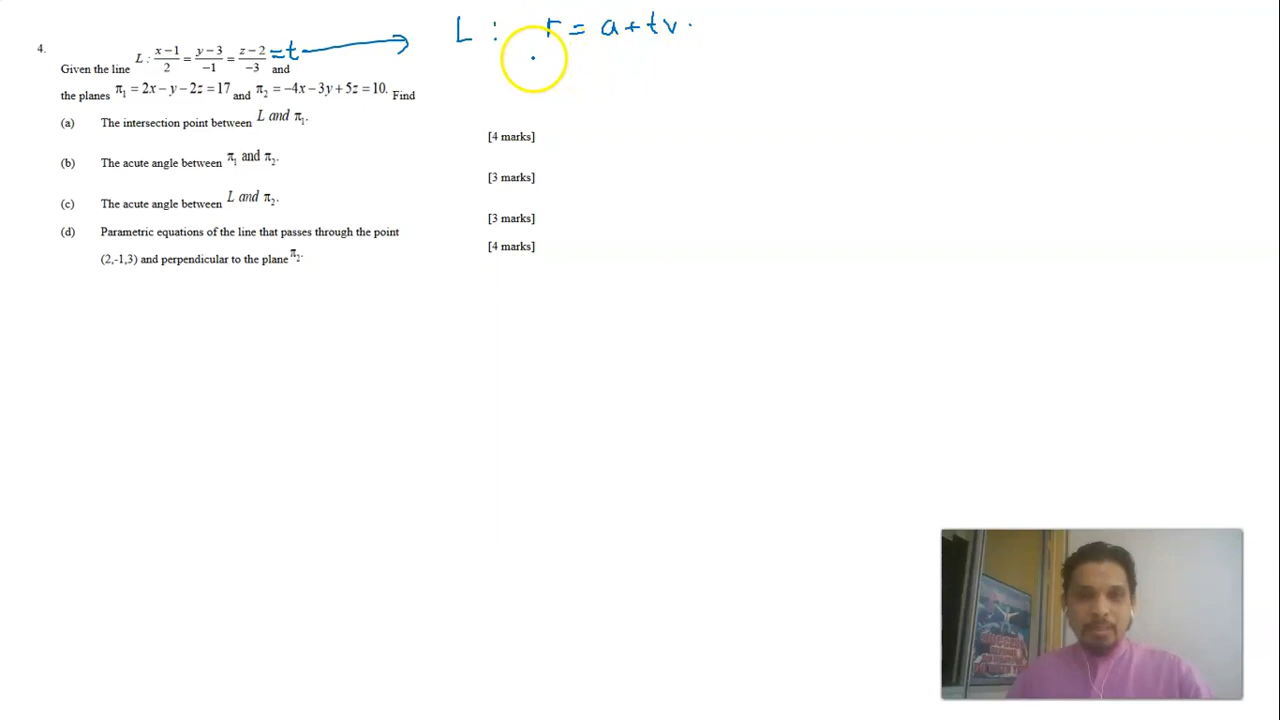 L : r = a + tv .
4.
Given the line L : x−1/2 = y−3/−1 = z−2/−3 = t and
the planes π₁ = 2x − y − 2z = 17 and π₂ = −4x − 3y + 5z = 10. Find
(a) The intersection point between L and π₁. [4 marks]
(b) The acute angle between π₁ and π₂. [3 marks]
(c) The acute angle between L and π₂. [3 marks]
(d) Parametric equations of the line that passes through the point [4 marks]
(2,-1,3) and perpendicular to the plane π₂.